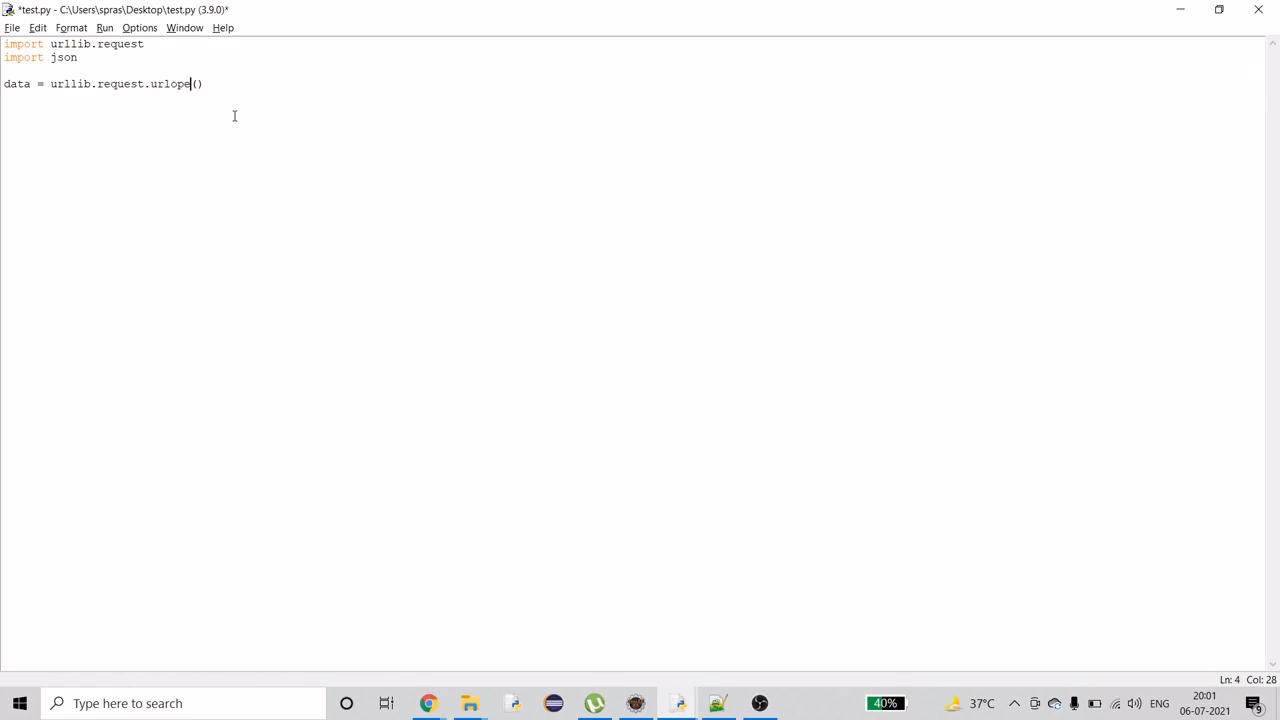 *test.py - C:\Users\spras\Desktop\test.py (3.9.0)*
File Edit Format Run Options Window Help
import urllib.request
import json
data = urllib.request.urlope()
Ln: 4 Col: 28
Type here to search
40%
37°C
ENG
20:01
06-07-2021
9